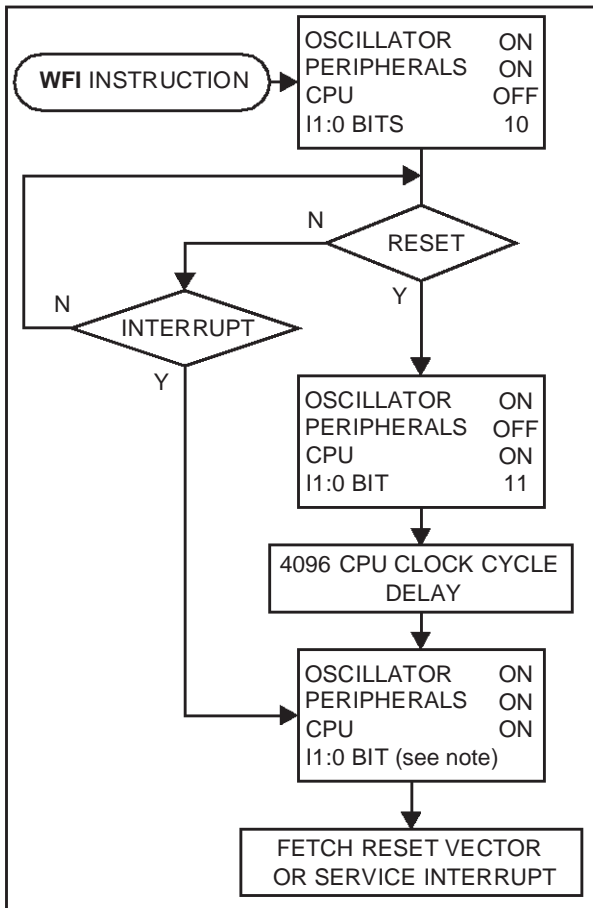 WFI INSTRUCTION
OSCILLATOR ON
PERIPHERALS ON
CPU OFF
I1:0 BITS 10
N
RESET
Y
N
INTERRUPT
Y
OSCILLATOR ON
PERIPHERALS OFF
CPU ON
I1:0 BIT 11
4096 CPU CLOCK CYCLE
DELAY
OSCILLATOR ON
PERIPHERALS ON
CPU ON
I1:0 BIT (see note)
FETCH RESET VECTOR
OR SERVICE INTERRUPT